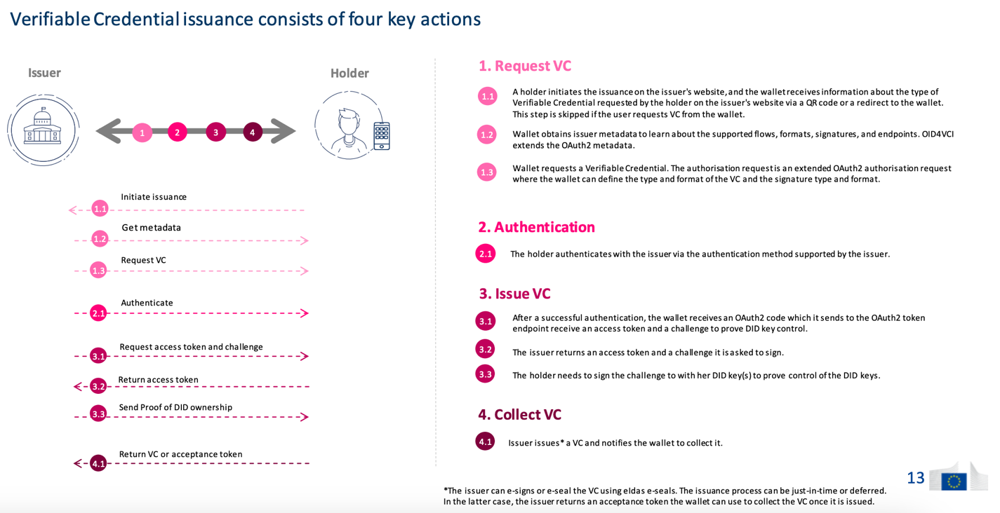 Verifiable Credential issuance consists of four key actions
Issuer
Holder
1
2
3
4
Initiate issuance
1.1
Get metadata
1.2
Request VC
1.3
Authenticate
2.1
Request access token and challenge
3.1
Return access token
3.2
Send Proof of DID ownership
3.3
Return VC or acceptance token
4.1
1. Request VC
1.1
A holder initiates the issuance on the issuer's website, and the wallet receives information about the type of
Verifiable Credential requested by the holder on the issuer's website via a QR code or a redirect to the wallet.
This step is skipped if the user requests VC from the wallet.
1.2
Wallet obtains issuer metadata to learn about the supported flows, formats, signatures, and endpoints. OID4VCI
extends the OAuth2 metadata.
1.3
Wallet requests a Verifiable Credential. The authorisation request is an extended OAuth2 authorisation request
where the wallet can define the type and format of the VC and the signature type and format.
2. Authentication
2.1
The holder authenticates with the issuer via the authentication method supported by the issuer.
3. Issue VC
3.1
After a successful authentication, the wallet receives an OAuth2 code which it sends to the OAuth2 token
endpoint receive an access token and a challenge to prove DID key control.
3.2
The issuer returns an access token and a challenge it is asked to sign.
3.3
The holder needs to sign the challenge to with her DID key(s) to prove control of the DID keys.
4. Collect VC
4.1
Issuer issues* a VC and notifies the wallet to collect it.
13
*The issuer can e-signs or e-seal the VC using eIdas e-seals. The issuance process can be just-in-time or deferred.
In the latter case, the issuer returns an acceptance token the wallet can use to collect the VC once it is issued.